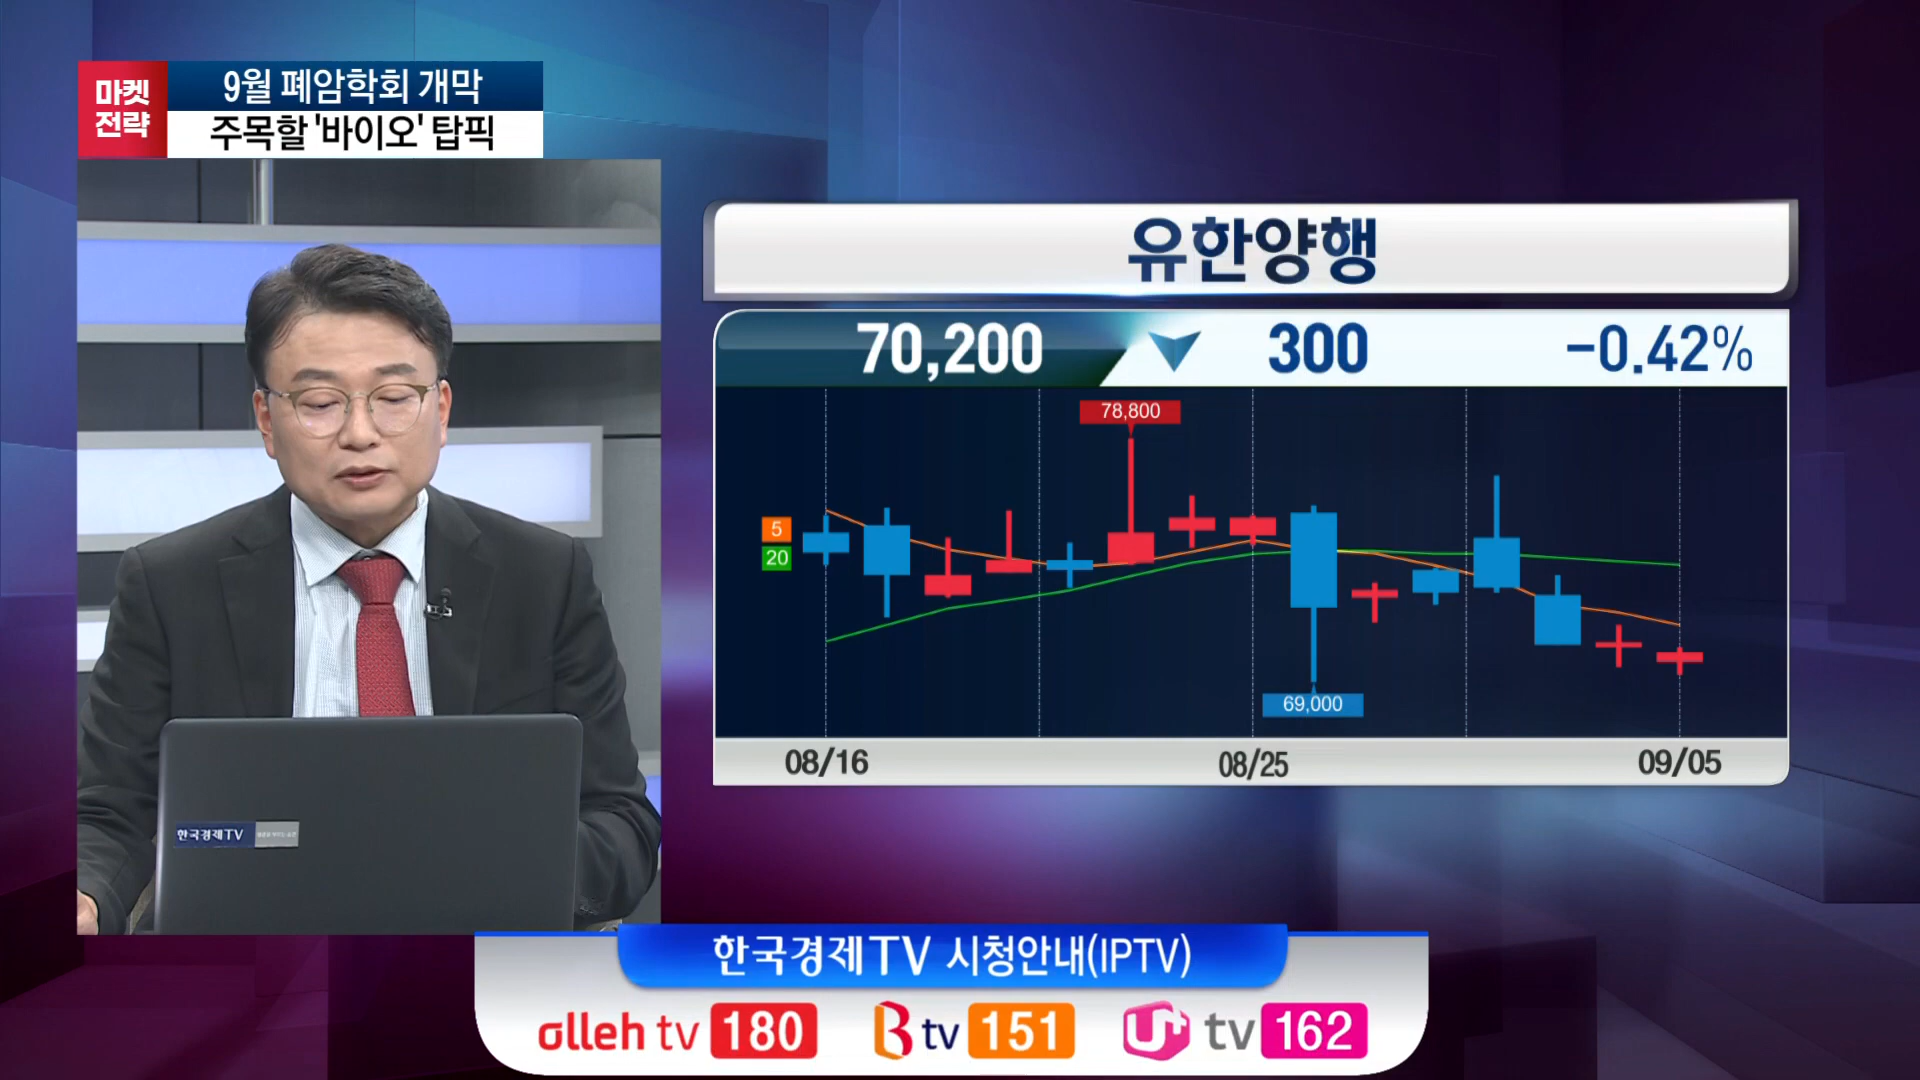 마켓
전략
9월 폐암학회 개막
주목할 '바이오' 탑픽
유한양행
70,200 ▼ 300 -0.42%
78,800
5
20
69,000
08/16 08/25 09/05
한국경제TV
한국경제TV 시청안내(IPTV)
olleh tv 180 B tv 151 U+ tv 162